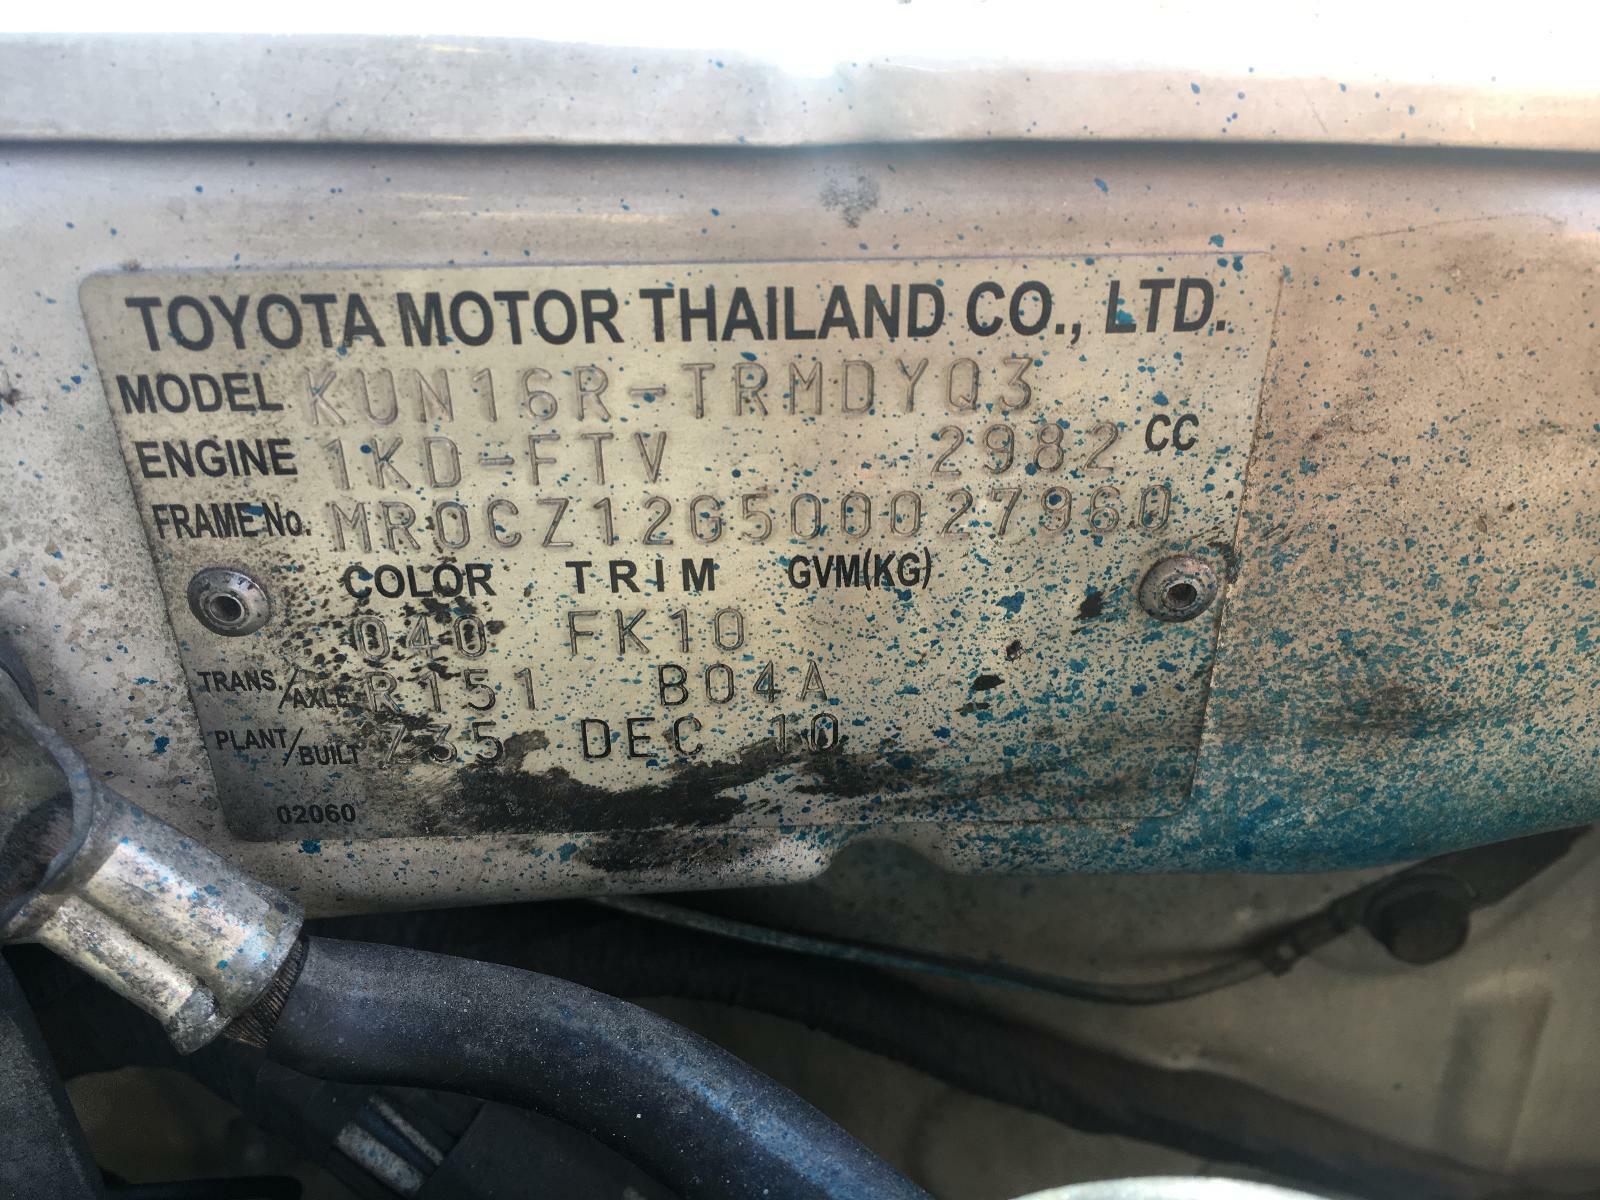 TOYOTA MOTOR THAILAND CO., LTD.
MODEL KUN16R-TRMDYQ3
ENGINE 1KD-FTV 2982 CC
FRAME No. MR0CZ12G500027960
COLOR TRIM GVM(KG)
040 FK10
TRANS./AXLE R151 B04A
PLANT/BUILT Z35 DEC 10
02060